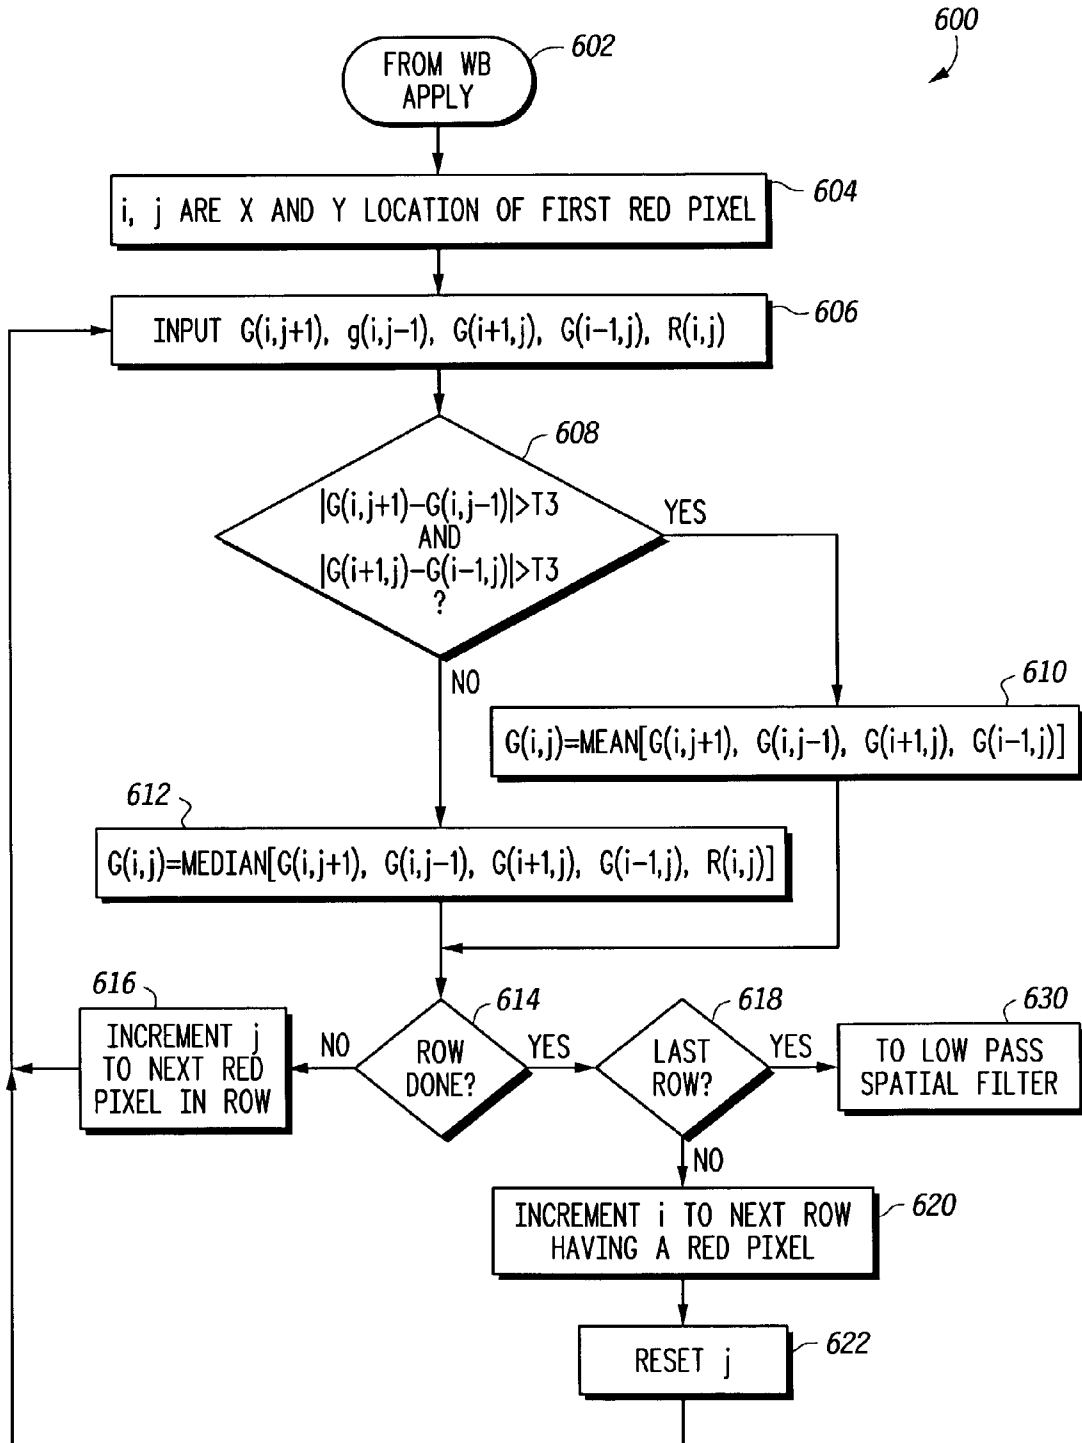 600
602
FROM WB
APPLY
604
i, j ARE X AND Y LOCATION OF FIRST RED PIXEL
606
INPUT G(i,j+1), g(i,j-1), G(i+1,j), G(i-1,j), R(i,j)
608
|G(i,j+1)-G(i,j-1)|>T3
AND
|G(i+1,j)-G(i-1,j)|>T3
?
YES
NO
610
G(i,j)=MEAN[G(i,j+1), G(i,j-1), G(i+1,j), G(i-1,j)]
612
G(i,j)=MEDIAN[G(i,j+1), G(i,j-1), G(i+1,j), G(i-1,j), R(i,j)]
616
INCREMENT j
TO NEXT RED
PIXEL IN ROW
NO
614
ROW
DONE?
YES
618
LAST
ROW?
YES
630
TO LOW PASS
SPATIAL FILTER
NO
620
INCREMENT i TO NEXT ROW
HAVING A RED PIXEL
622
RESET j